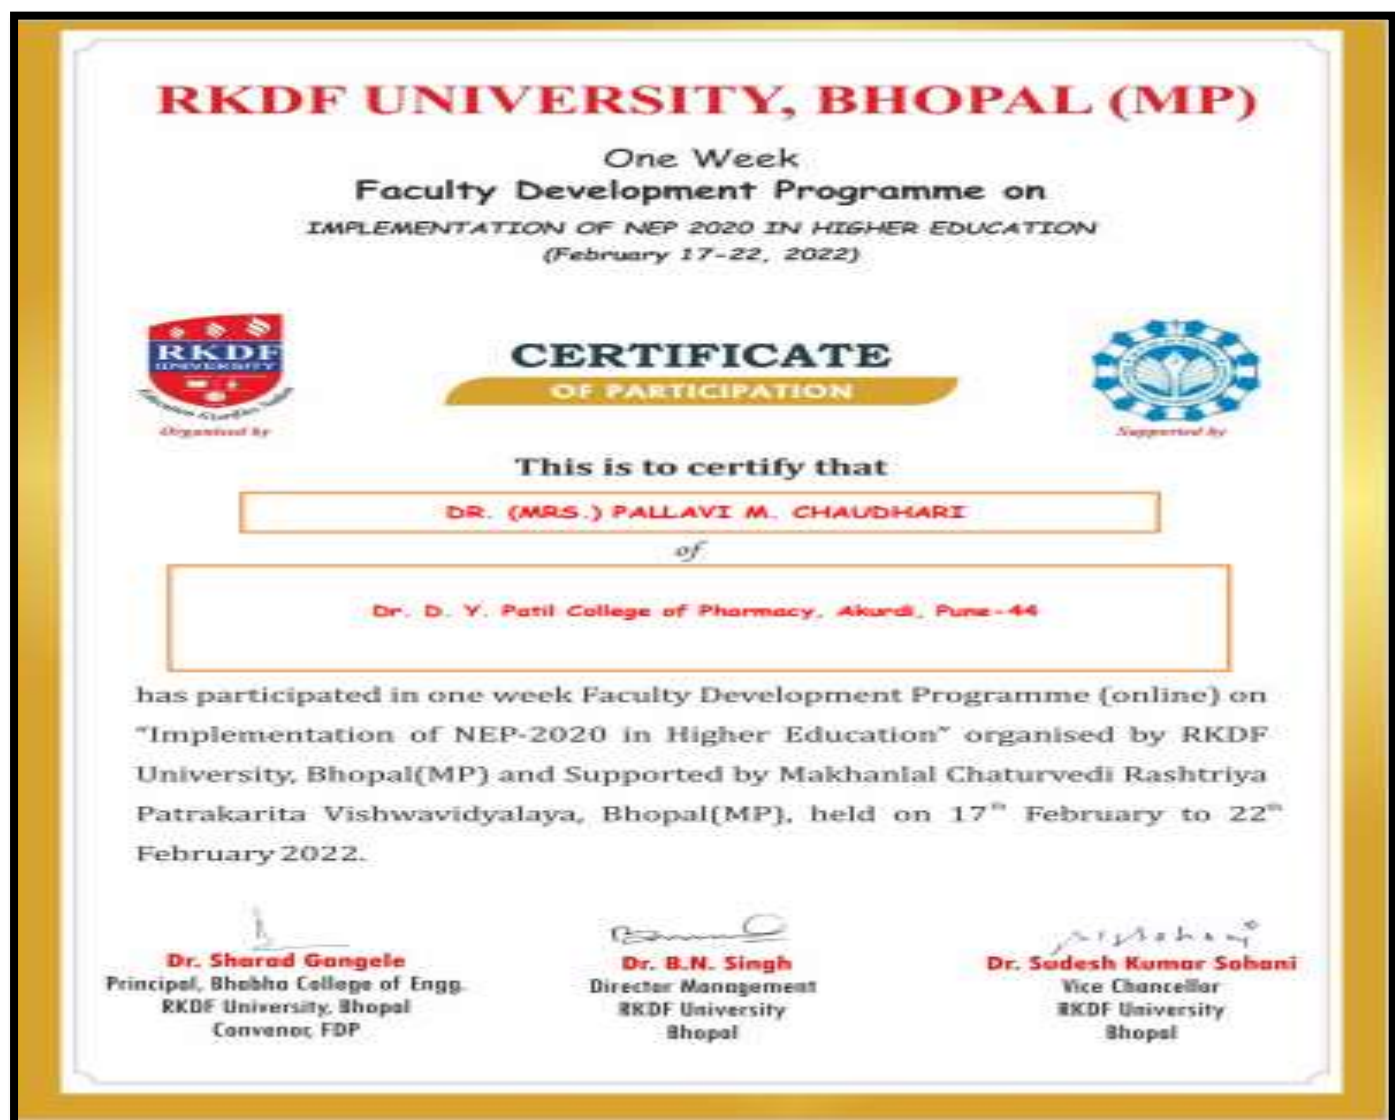 RKDF UNIVERSITY, BHOPAL (MP)
One Week
Faculty Development Programme on
IMPLEMENTATION OF NEP 2020 IN HIGHER EDUCATION
(February 17-22, 2022)
RKDF
UNIVERSITY
Organised by
CERTIFICATE
OF PARTICIPATION
Supported by
This is to certify that
DR. (MRS.) PALLAVI M. CHAUDHARI
of
Dr. D. Y. Patil College of Pharmacy, Akurdi, Pune-44
has participated in one week Faculty Development Programme (online) on
"Implementation of NEP-2020 in Higher Education" organised by RKDF
University, Bhopal(MP) and Supported by Makhanlal Chaturvedi Rashtriya
Patrakarita Vishwavidyalaya, Bhopal(MP), held on 17th February to 22th
February 2022.
Dr. Sharad Gangele
Principal, Bhabha College of Engg.
RKDF University, Bhopal
Convenor, FDP
Dr. B.N. Singh
Director Management
RKDF University
Bhopal
Dr. Sudesh Kumar Sohani
Vice Chancellor
RKDF University
Bhopal